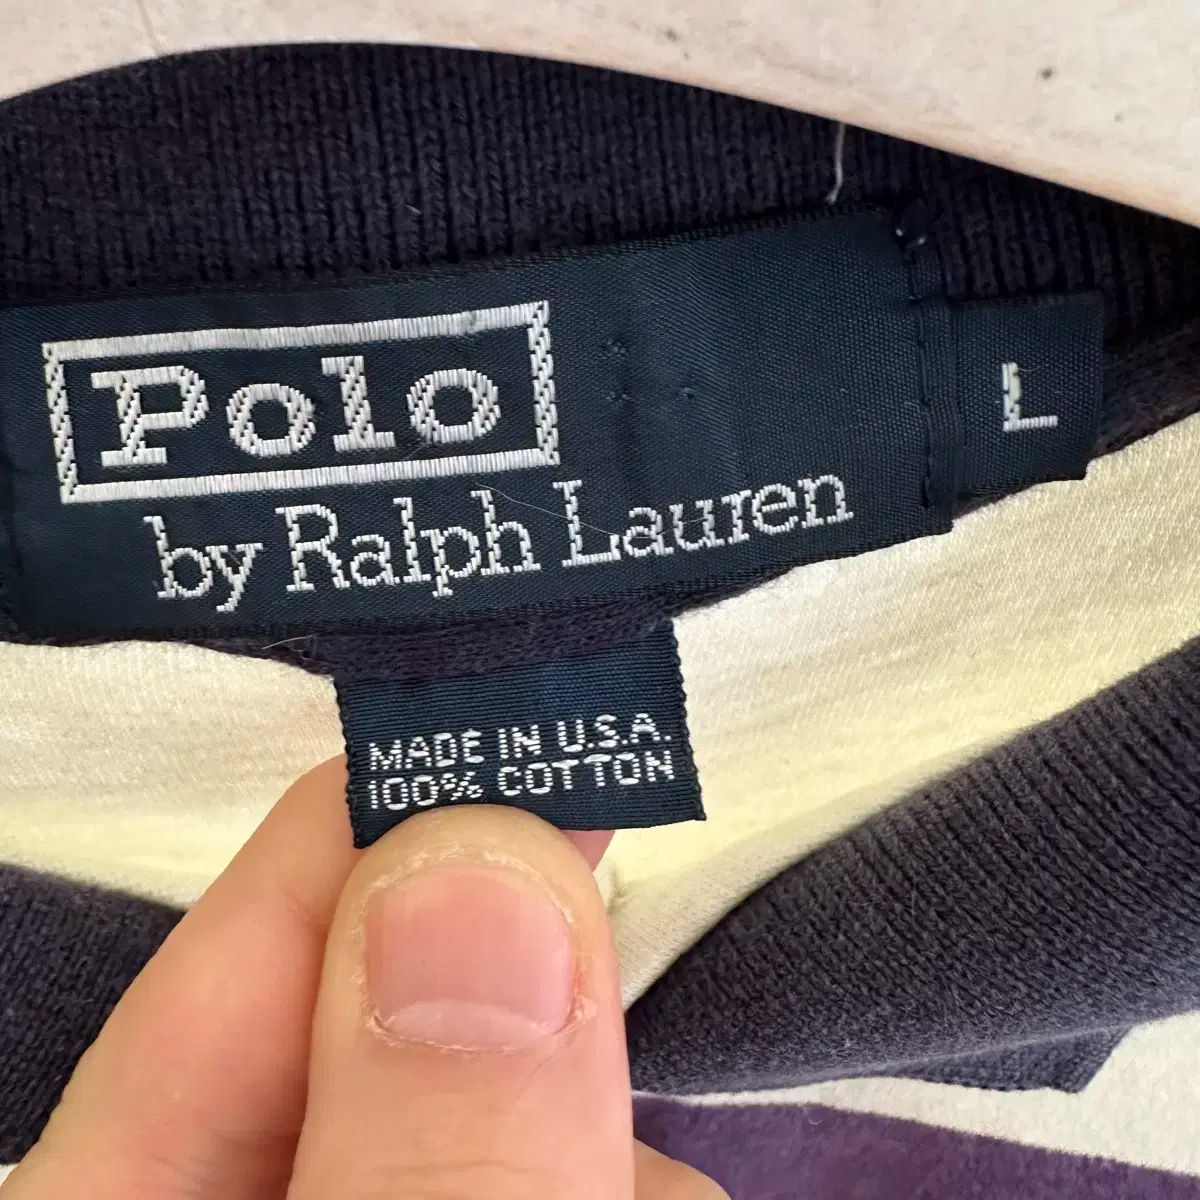 Polo
by Ralph Lauren
L
MADE IN U.S.A.
100% COTTON